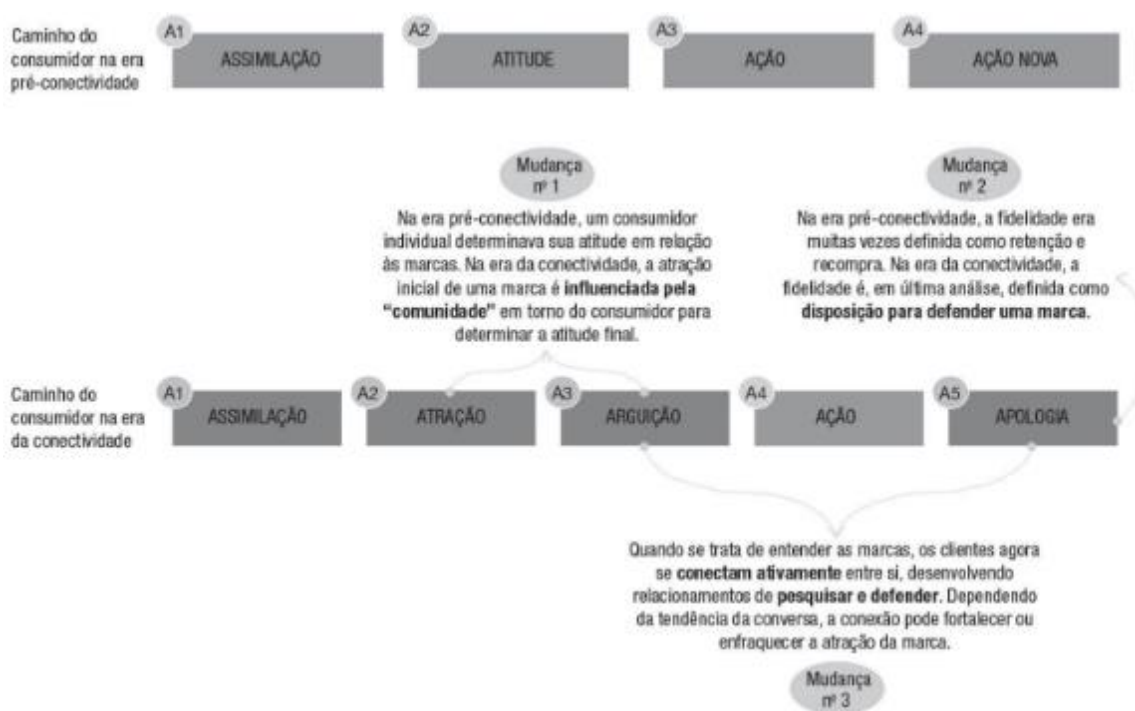 Caminho do
consumidor na era
pré-conectividade
A1
ASSIMILAÇÃO
A2
ATITUDE
A3
AÇÃO
A4
AÇÃO NOVA
Mudança
nº 1
Na era pré-conectividade, um consumidor
individual determinava sua atitude em relação
às marcas. Na era da conectividade, a atração
inicial de uma marca é influenciada pela
“comunidade” em torno do consumidor para
determinar a atitude final.
Mudança
nº 2
Na era pré-conectividade, a fidelidade era
muitas vezes definida como retenção e
recompra. Na era da conectividade, a
fidelidade é, em última análise, definida como
disposição para defender uma marca.
Caminho do
consumidor na era
da conectividade
A1
ASSIMILAÇÃO
A2
ATRAÇÃO
A3
ARGUIÇÃO
A4
AÇÃO
A5
APOLOGIA
Quando se trata de entender as marcas, os clientes agora
se conectam ativamente entre si, desenvolvendo
relacionamentos de pesquisar e defender. Dependendo
da tendência da conversa, a conexão pode fortalecer ou
enfraquecer a atração da marca.
Mudança
nº 3